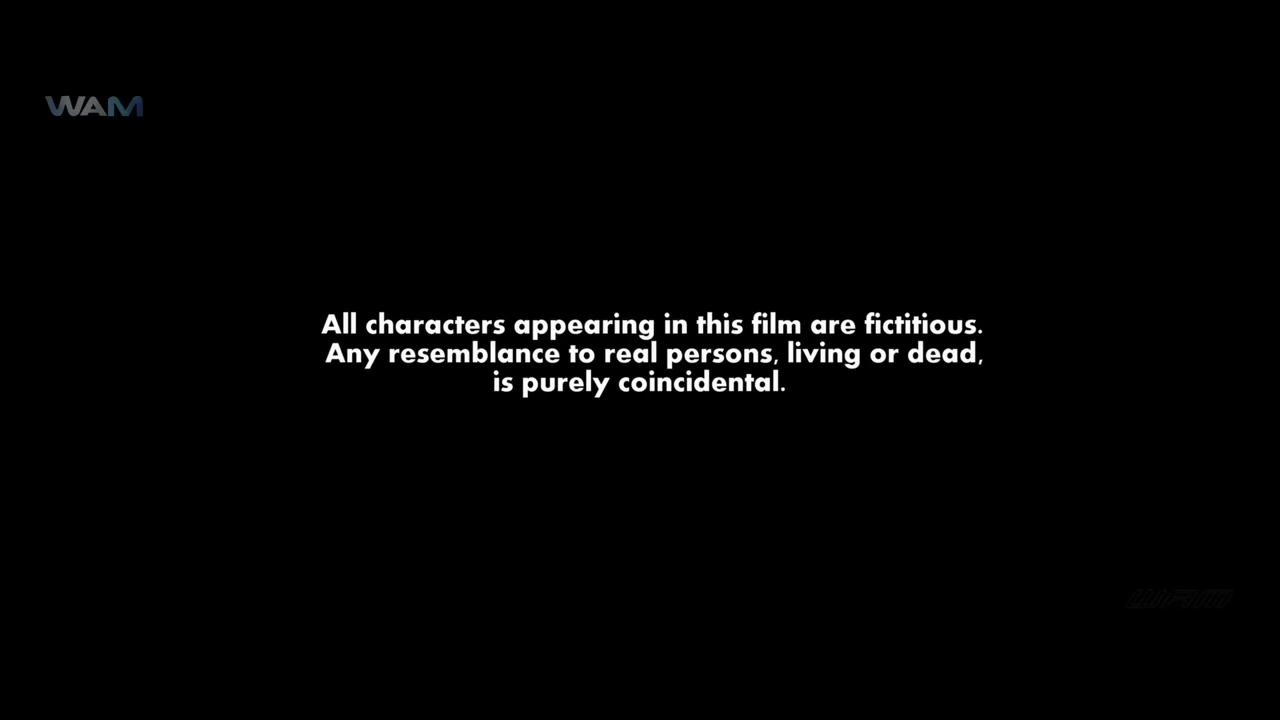 WAM
All characters appearing in this film are fictitious.
Any resemblance to real persons, living or dead,
is purely coincidental.